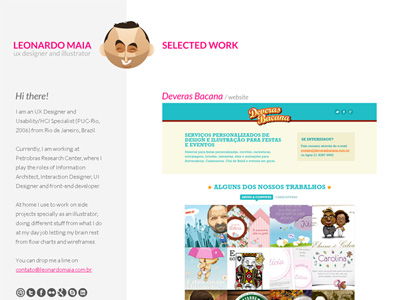 LEONARDO MAIA
ux designer and illustrator
SELECTED WORK
Hi there!
I am an UX Designer and
Usability/HCI Specialist (PUC-Rio,
2006) from Rio de Janeiro, Brazil.
Currently, I am working at
Petrobras Research Center, where I
play the roles of Information
Architect, Interaction Designer, UI
Designer and front-end developer.
At home I use to work on side
projects specially as an illustrator,
doing different stuff from what I do
at my day job letting my brain rest
from flow charts and wireframes
You can drop me a line on
contato@leonardomaia.com.br
Deveras Bacana / website
Deveras
Bacana
SERVIÇOS PERSONALIZADOS DE
DESIGN E ILUSTRAÇÃO PARA FESTAS
E EVENTOS
SE INTERESSOU?
ALGUNS DOS NOSSOS TRABALHOS
Carolina